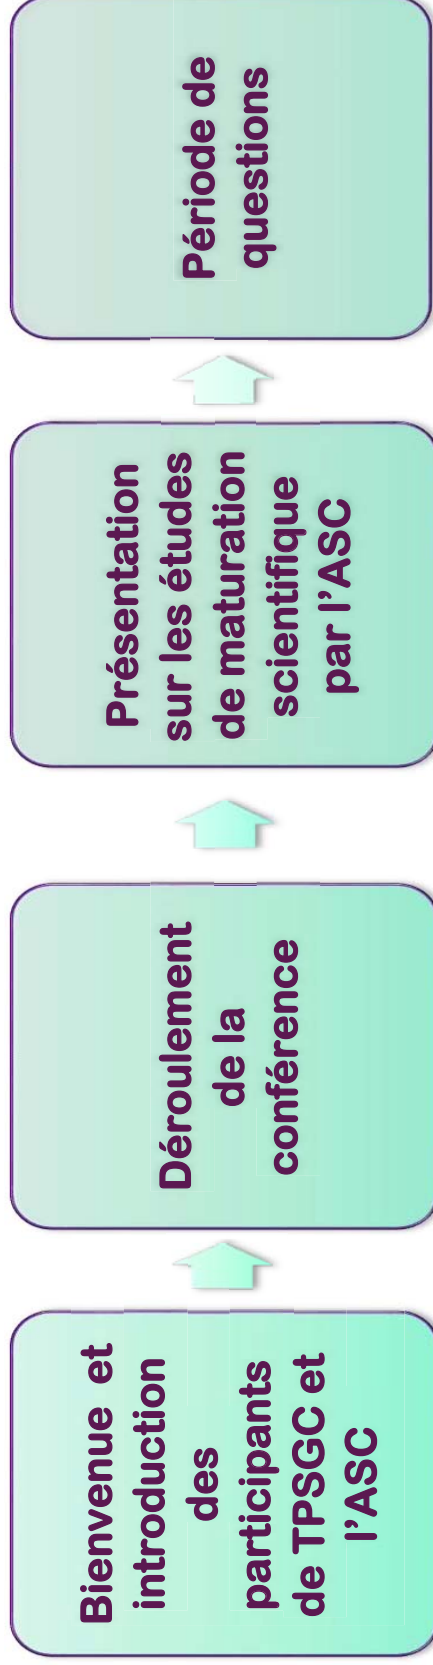 Bienvenue et
introduction
des
participants
de TPSGC et
l’ASC
Déroulement
de la
conférence
Présentation
sur les études
de maturation
scientifique
par l’ASC
Période de
questions